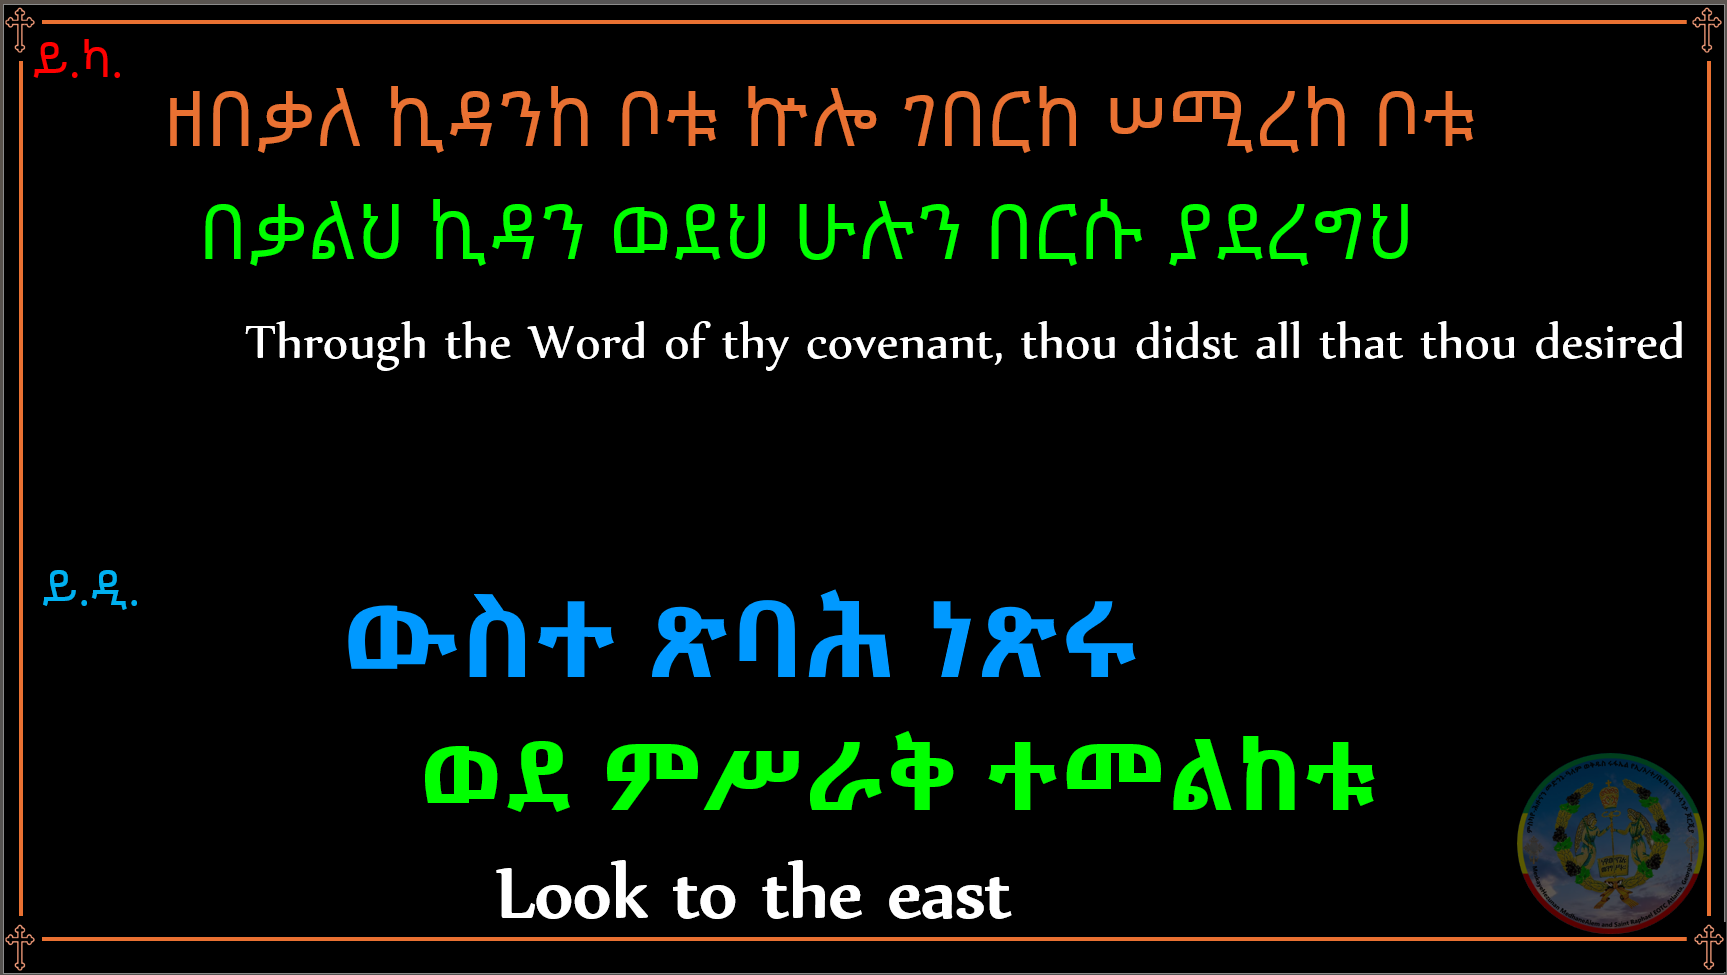 ይ.ካ.
ዘበቃለ ኪዳንከ ቦቱ ኵሎ ገበርከ ሠሚረከ ቦቱ
በቃልህ ኪዳን ወደህ ሁሉን በርሱ ያደረግህ
Through the Word of thy covenant, thou didst all that thou desired
ይ.ዲ.
ውስተ ጽባሕ ነጽሩ
ወደ ምሥራቅ ተመልከቱ
Look to the east